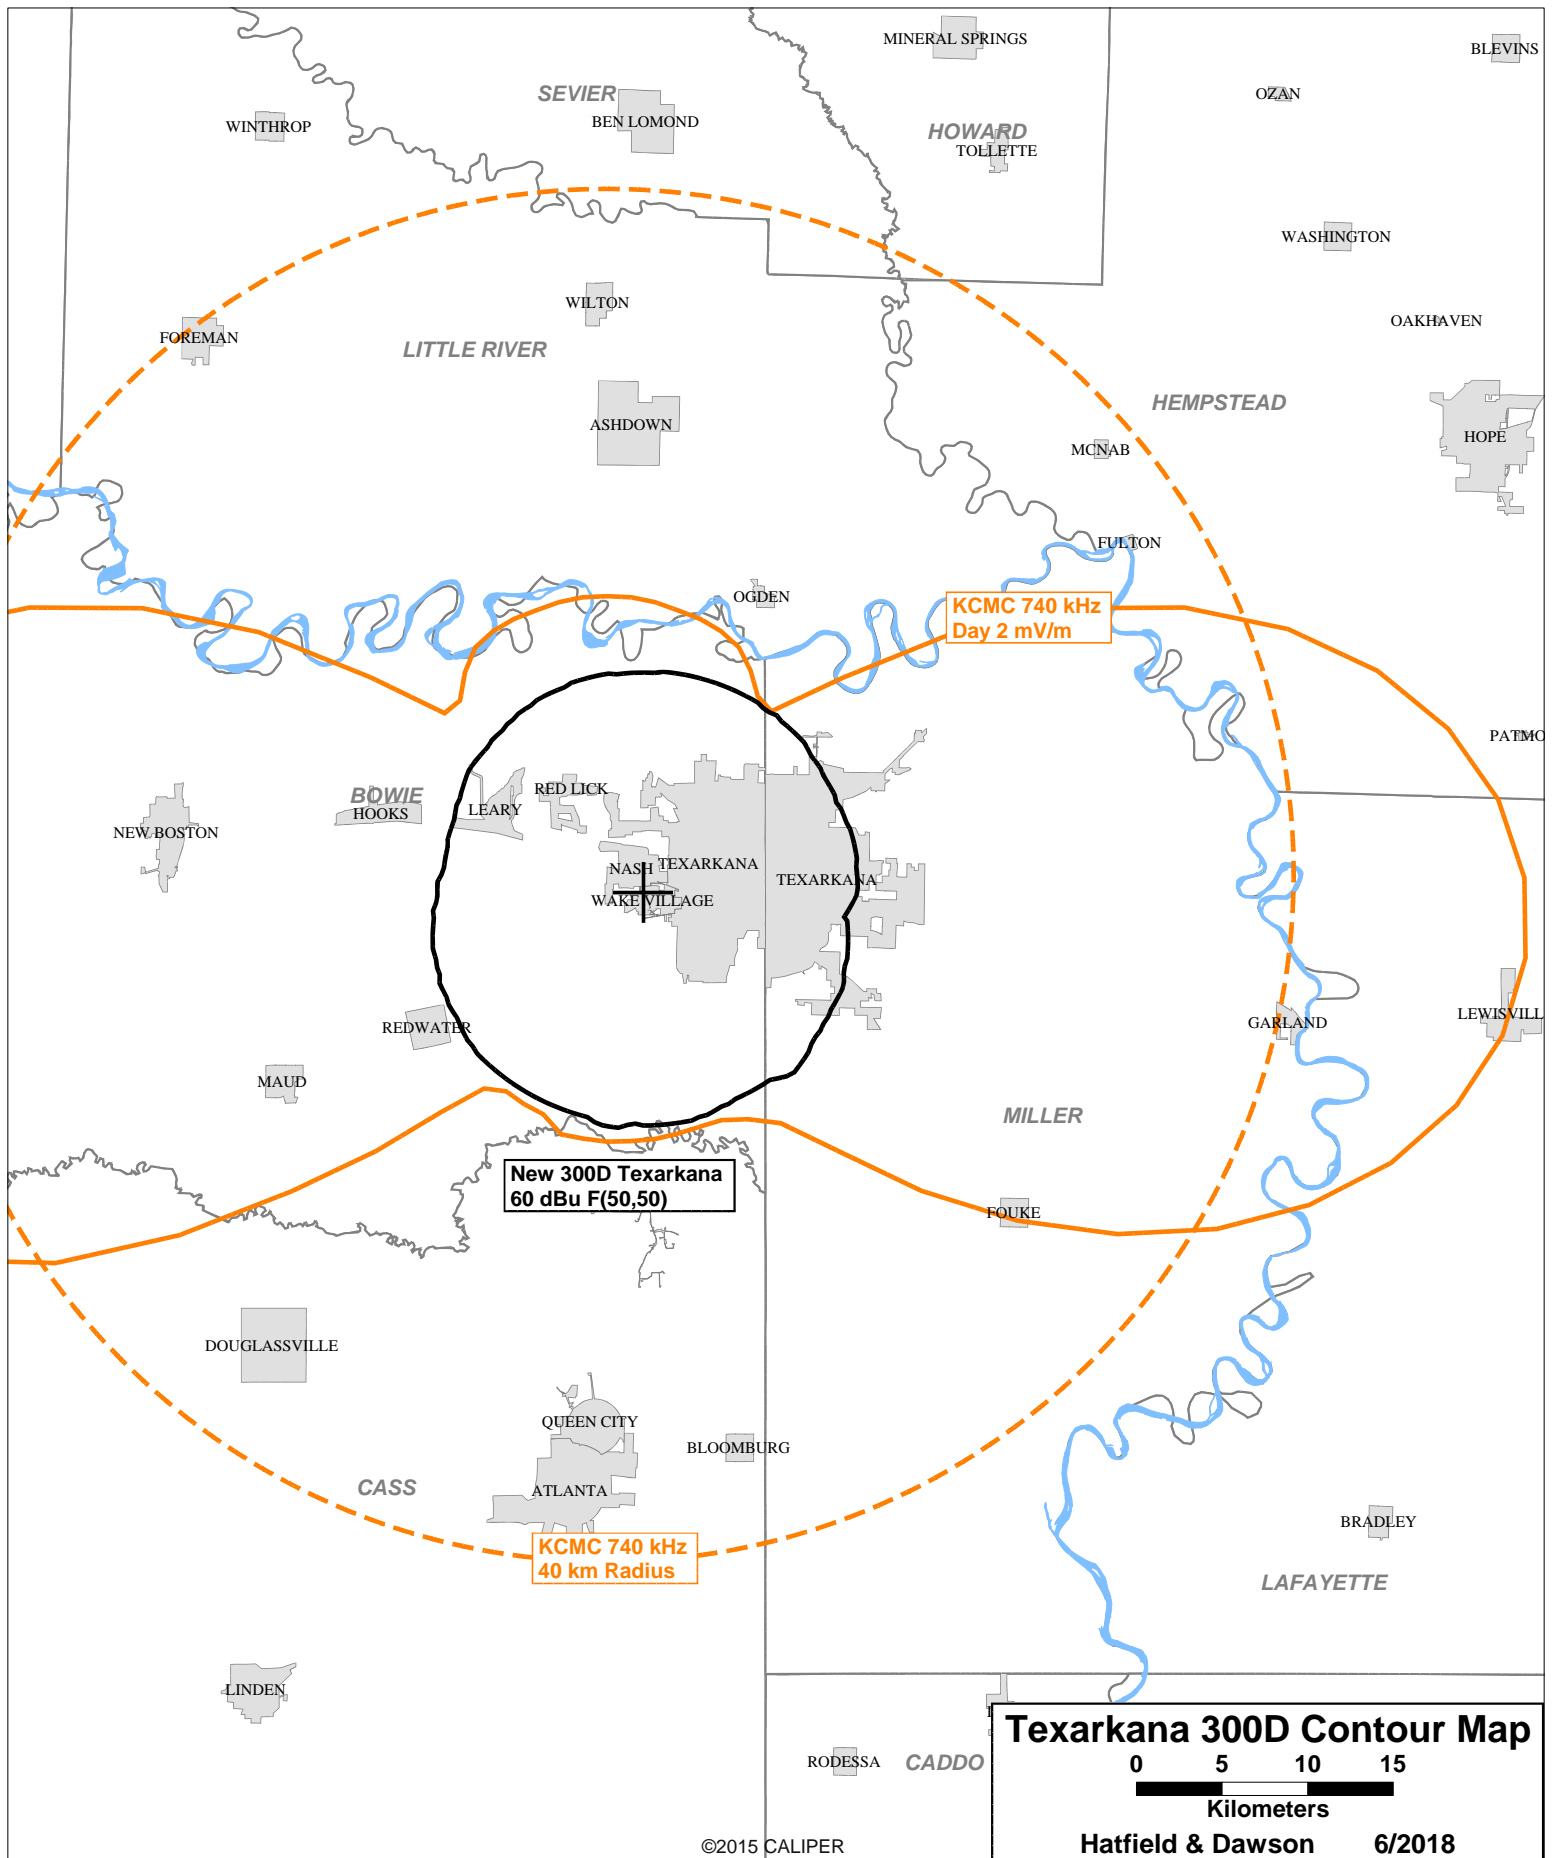 MINERAL SPRINGS
BLEVINS
SEVIER
OZAN
WINTHROP
BEN LOMOND
HOWARD
TOLLETTE
WASHINGTON
WILTON
OAKHAVEN
FOREMAN
LITTLE RIVER
HEMPSTEAD
ASHDOWN
HOPE
MCNAB
FULTON
OGDEN
KCMC 740 kHz
Day 2 mV/m
PATMO
RED LICK
BOWIE
LEARY
HOOKS
NEW BOSTON
NASH
TEXARKANA
TEXARKANA
WAKE VILLAGE
LEWISVILL
GARLAND
REDWATER
MAUD
MILLER
New 300D Texarkana
60 dBu F(50,50)
FOUKE
DOUGLASSVILLE
QUEEN CITY
BLOOMBURG
CASS
ATLANTA
BRADLEY
KCMC 740 kHz
40 km Radius
LAFAYETTE
LINDEN
RODESSA
CADDO
Texarkana 300D Contour Map
0 5 10 15
Kilometers
Hatfield & Dawson 6/2018
©2015 CALIPER